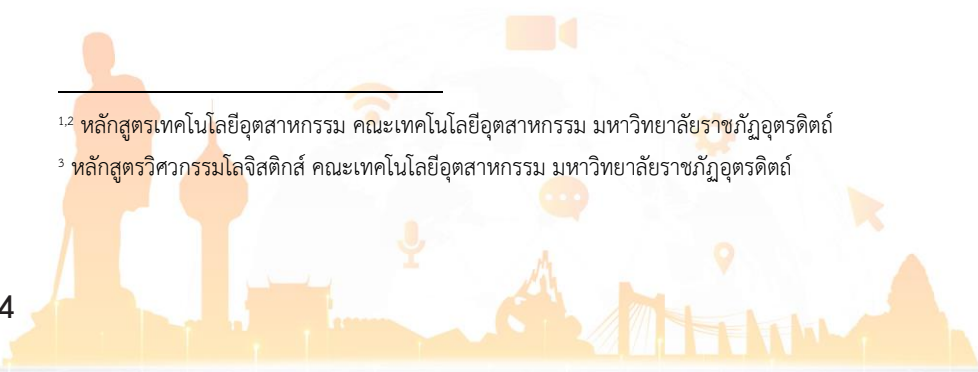 1,2 หลักสูตรเทคโนโลยีอุตสาหกรรม คณะเทคโนโลยีอุตสาหกรรม มหาวิทยาลัยราชภัฏอุตรดิตถ์
3 หลักสูตรวิศวกรรมโลจิสติกส์ คณะเทคโนโลยีอุตสาหกรรม มหาวิทยาลัยราชภัฏอุตรดิตถ์
4